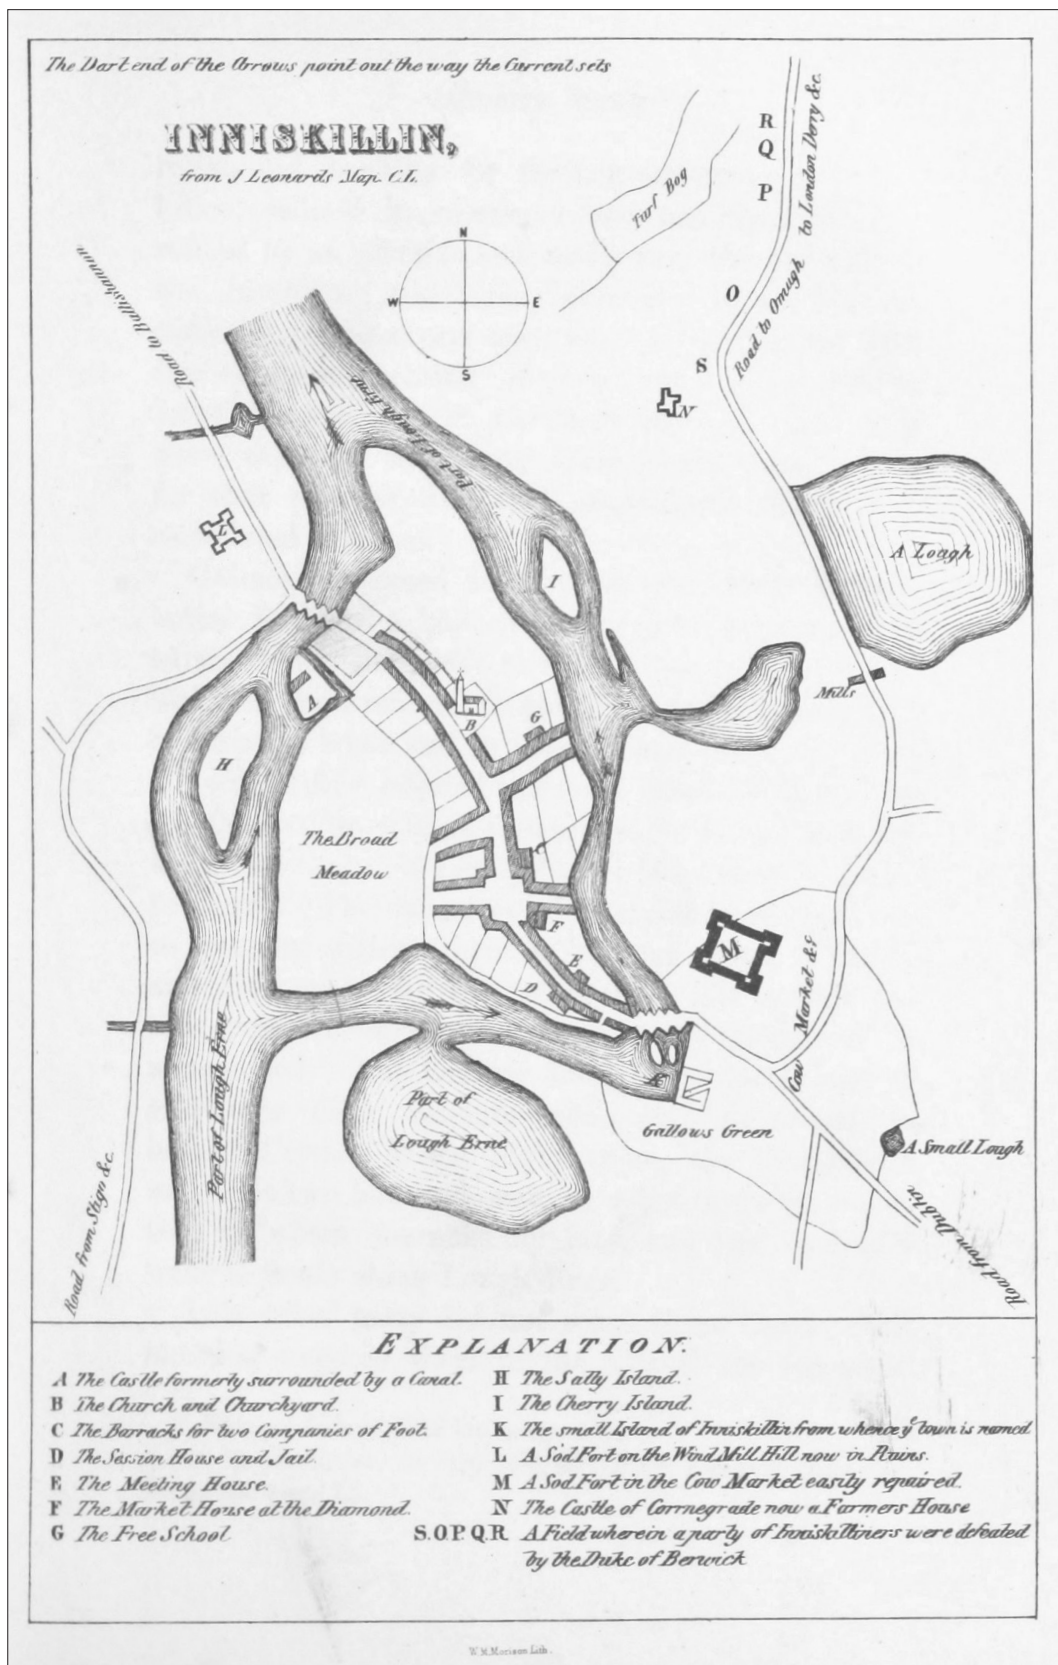 The Dart end of the Arrows point out the way the Current sets
INNISKILLIN,
from J Leonards Map. C.E.
R
Q
P
O
S
N
Road to Omugh to London Derry &c.
Turf Bog
N
W
E
S
Road to Ballishannon
Part of Lough Erne
L
I
A Lough
Mills
A
B
G
H
The Broad
Meadow
F
E
D
M
Cow Market &c
Part of Lough Erne
Part of
Lough Erne
K
Gallows Green
A Small Lough
Road from Sligo &c.
Road from Dublin
EXPLANATION.
A The Castle formerly surrounded by a Canal.
B The Church and Churchyard.
C The Barracks for two Companies of Foot.
D The Session House and Jail.
E The Meeting House.
F The Market House at the Diamond.
G The Free School
H The Sally Island.
I The Cherry Island.
K The small Island of Inniskillin from whence ye town is named
L A Sod Fort on the Wind Mill Hill now in Ruins.
M A Sod Fort in the Cow Market easily repaired.
N The Castle of Corrnegrade now a Farmers House
S.O.P.Q.R A Field wherein a party of Inniskilliners were defeated
by the Duke of Berwick
W.M. Morison Lith.